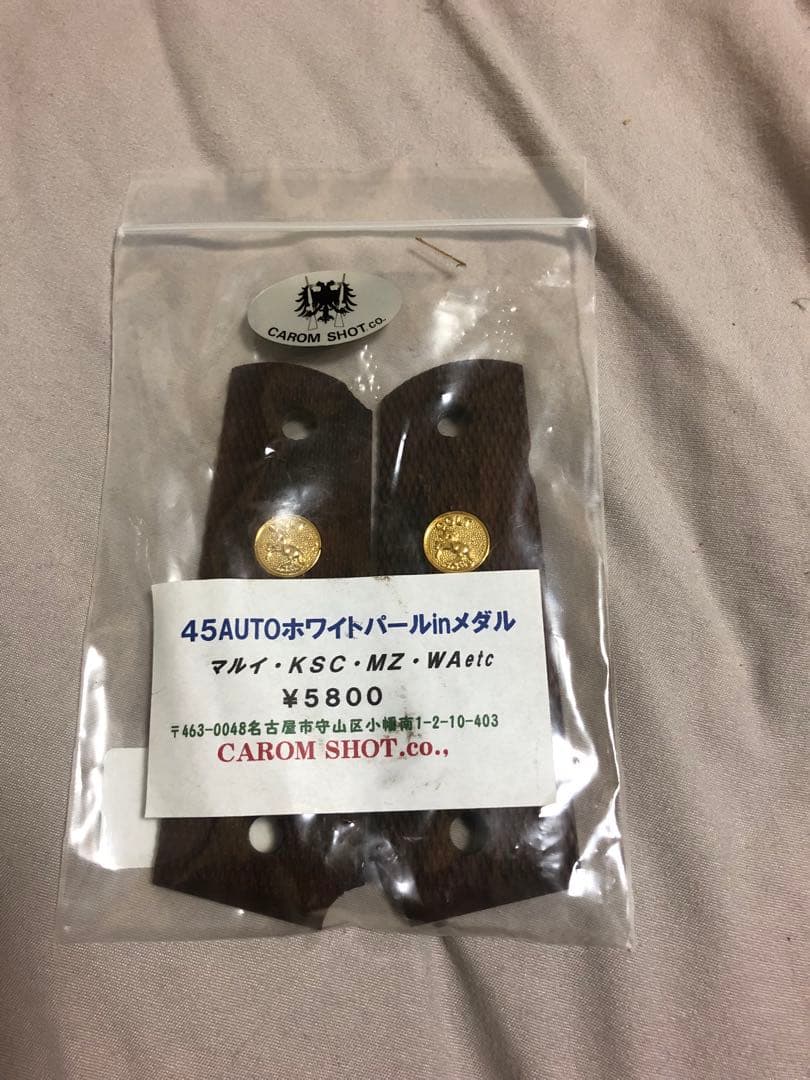 CAROM SHOT.co.
COLT
45AUTOホワイトパールinメダル
マルイ・KSC・MZ・WAetc
¥5800
〒463-0048名古屋市守山区小幡南1-2-10-403
CAROM SHOT.co.,